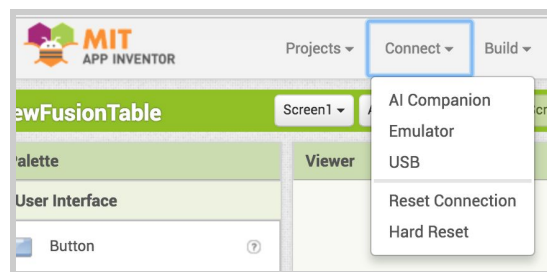 MIT
APP INVENTOR
Projects Connect Build
ewFusionTable
Screen1
alette
Viewer
User Interface
Button
?
AI Companion
Emulator
USB
Reset Connection
Hard Reset